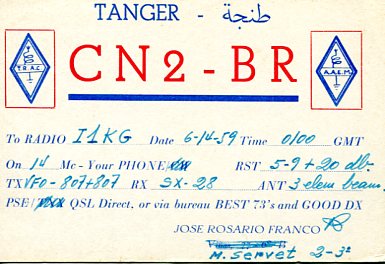 TANGER - طنجة
T.R.A.C.
CN2-BR
A.A.E.M.
To RADIO I1KG Date 6-14-59 Time 0100 GMT
On 14 Mc - Your PHONE/ RST 5-9+20 db.
TX VFO-807+807 RX SX-28 ANT 3 elem beam.
PSE/ QSL Direct, or via bureau BEST 73's and GOOD DX
JOSE ROSARIO FRANCO
M. Servet 2-3º